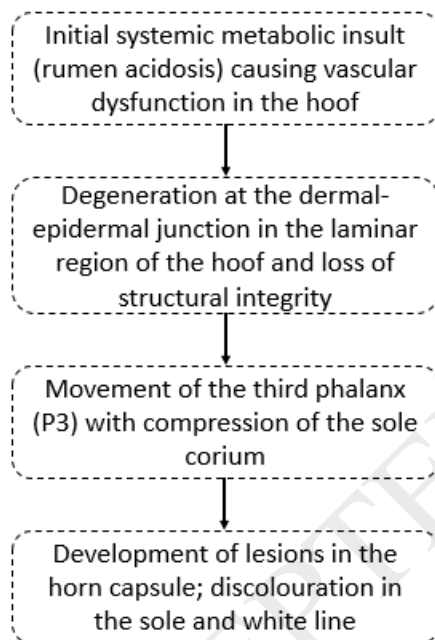 Initial systemic metabolic insult
(rumen acidosis) causing vascular
dysfunction in the hoof
Degeneration at the dermal-
epidermal junction in the laminar
region of the hoof and loss of
structural integrity
Movement of the third phalanx
(P3) with compression of the sole
corium
Development of lesions in the
horn capsule; discolouration in
the sole and white line